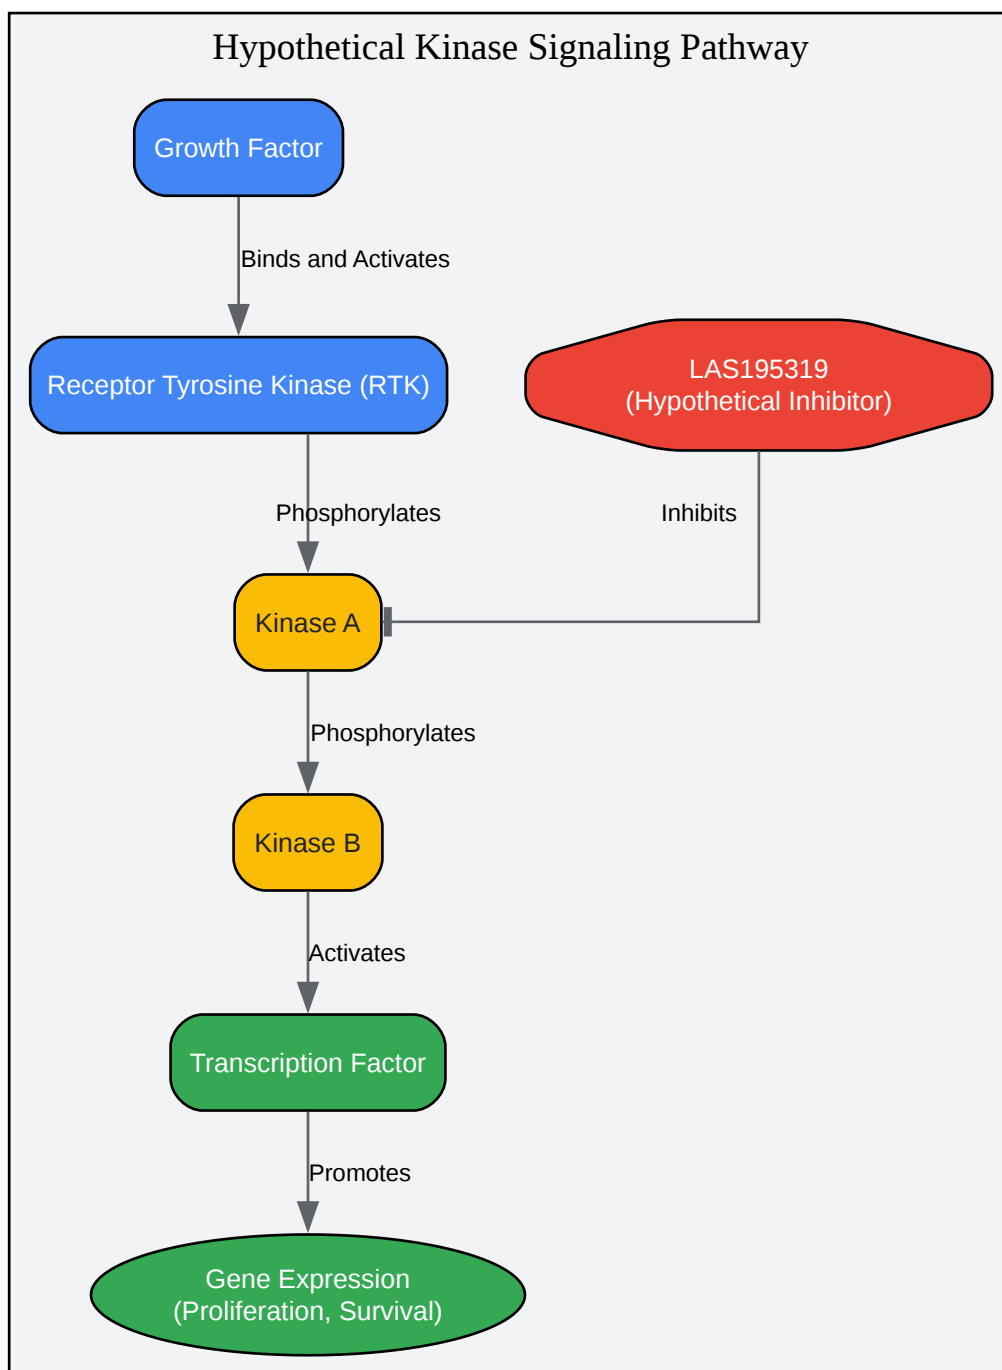 Hypothetical Kinase Signaling Pathway
Growth Factor
Binds and Activates
Receptor Tyrosine Kinase (RTK)
LAS195319
(Hypothetical Inhibitor)
Phosphorylates
Inhibits
Kinase A
Phosphorylates
Kinase B
Activates
Transcription Factor
Promotes
Gene Expression
(Proliferation, Survival)